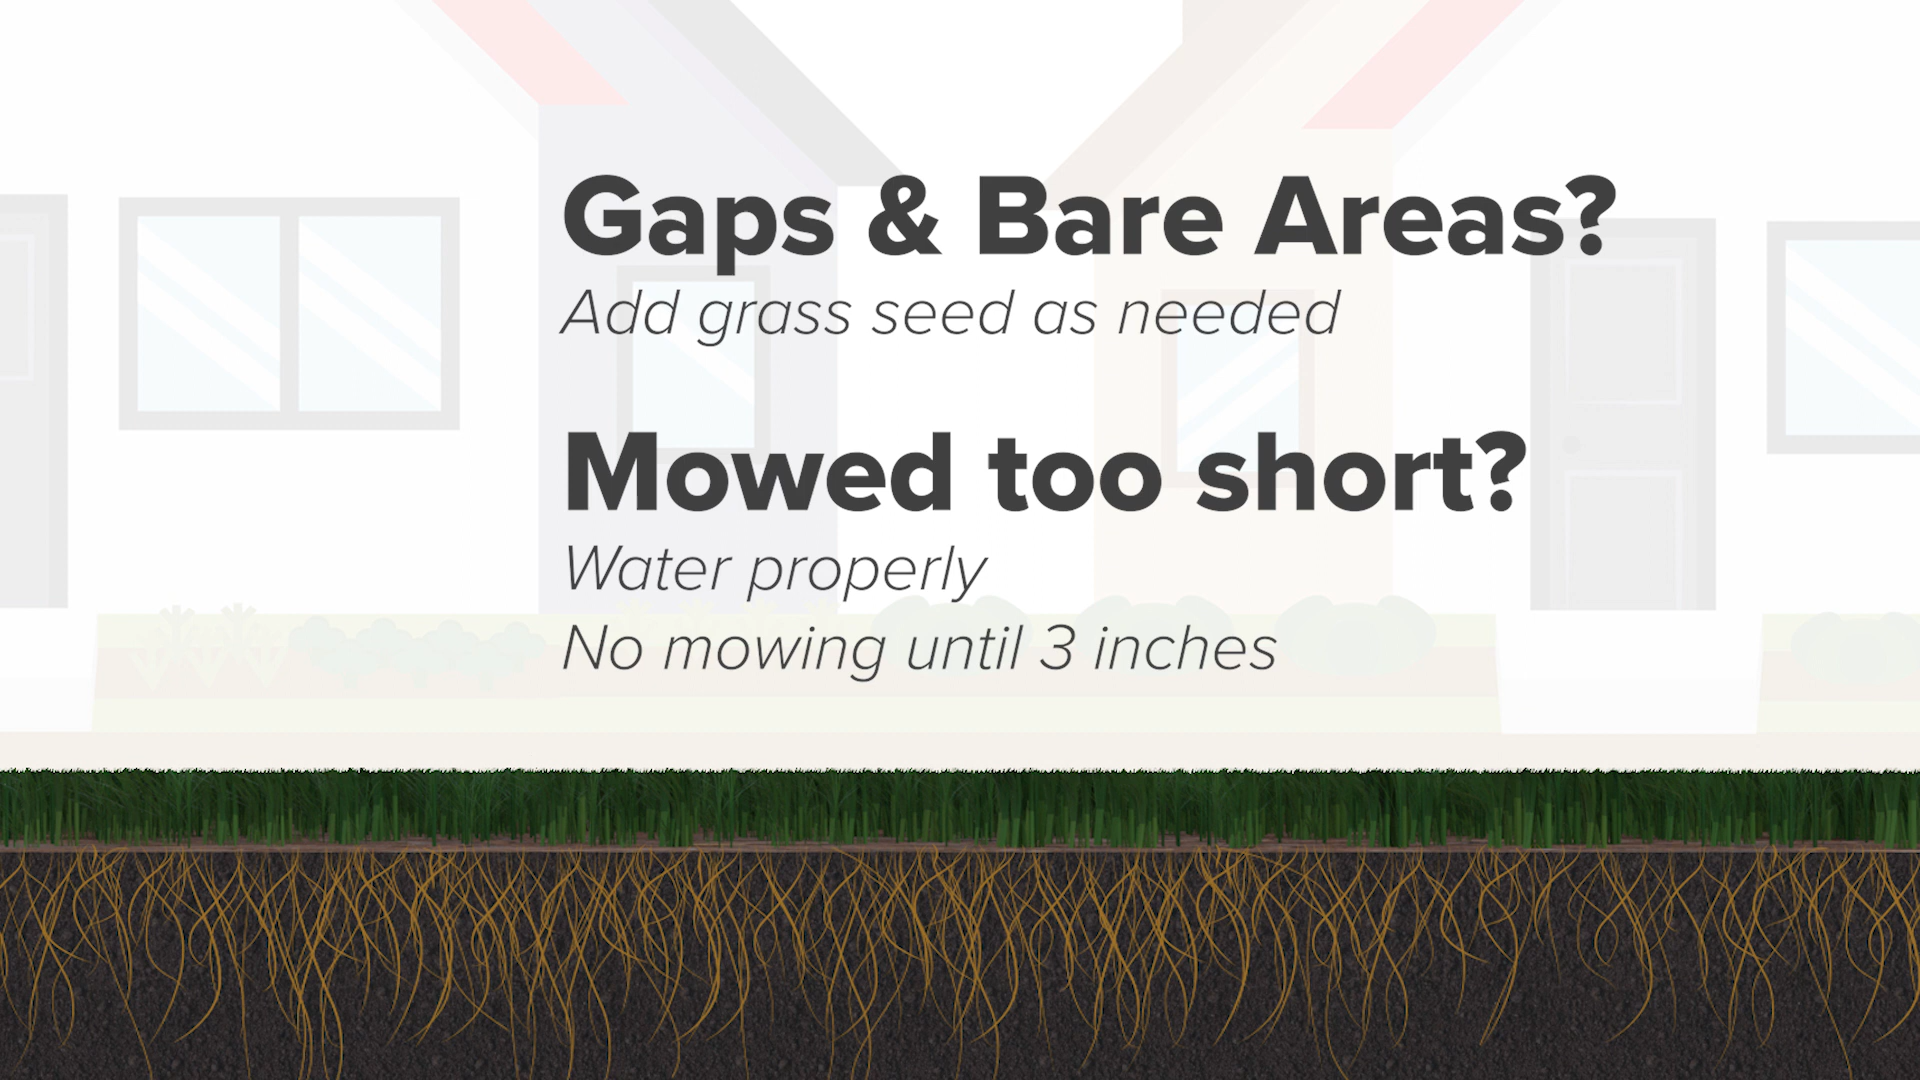 Gaps & Bare Areas?
Add grass seed as needed
Mowed too short?
Water properly
No mowing until 3 inches